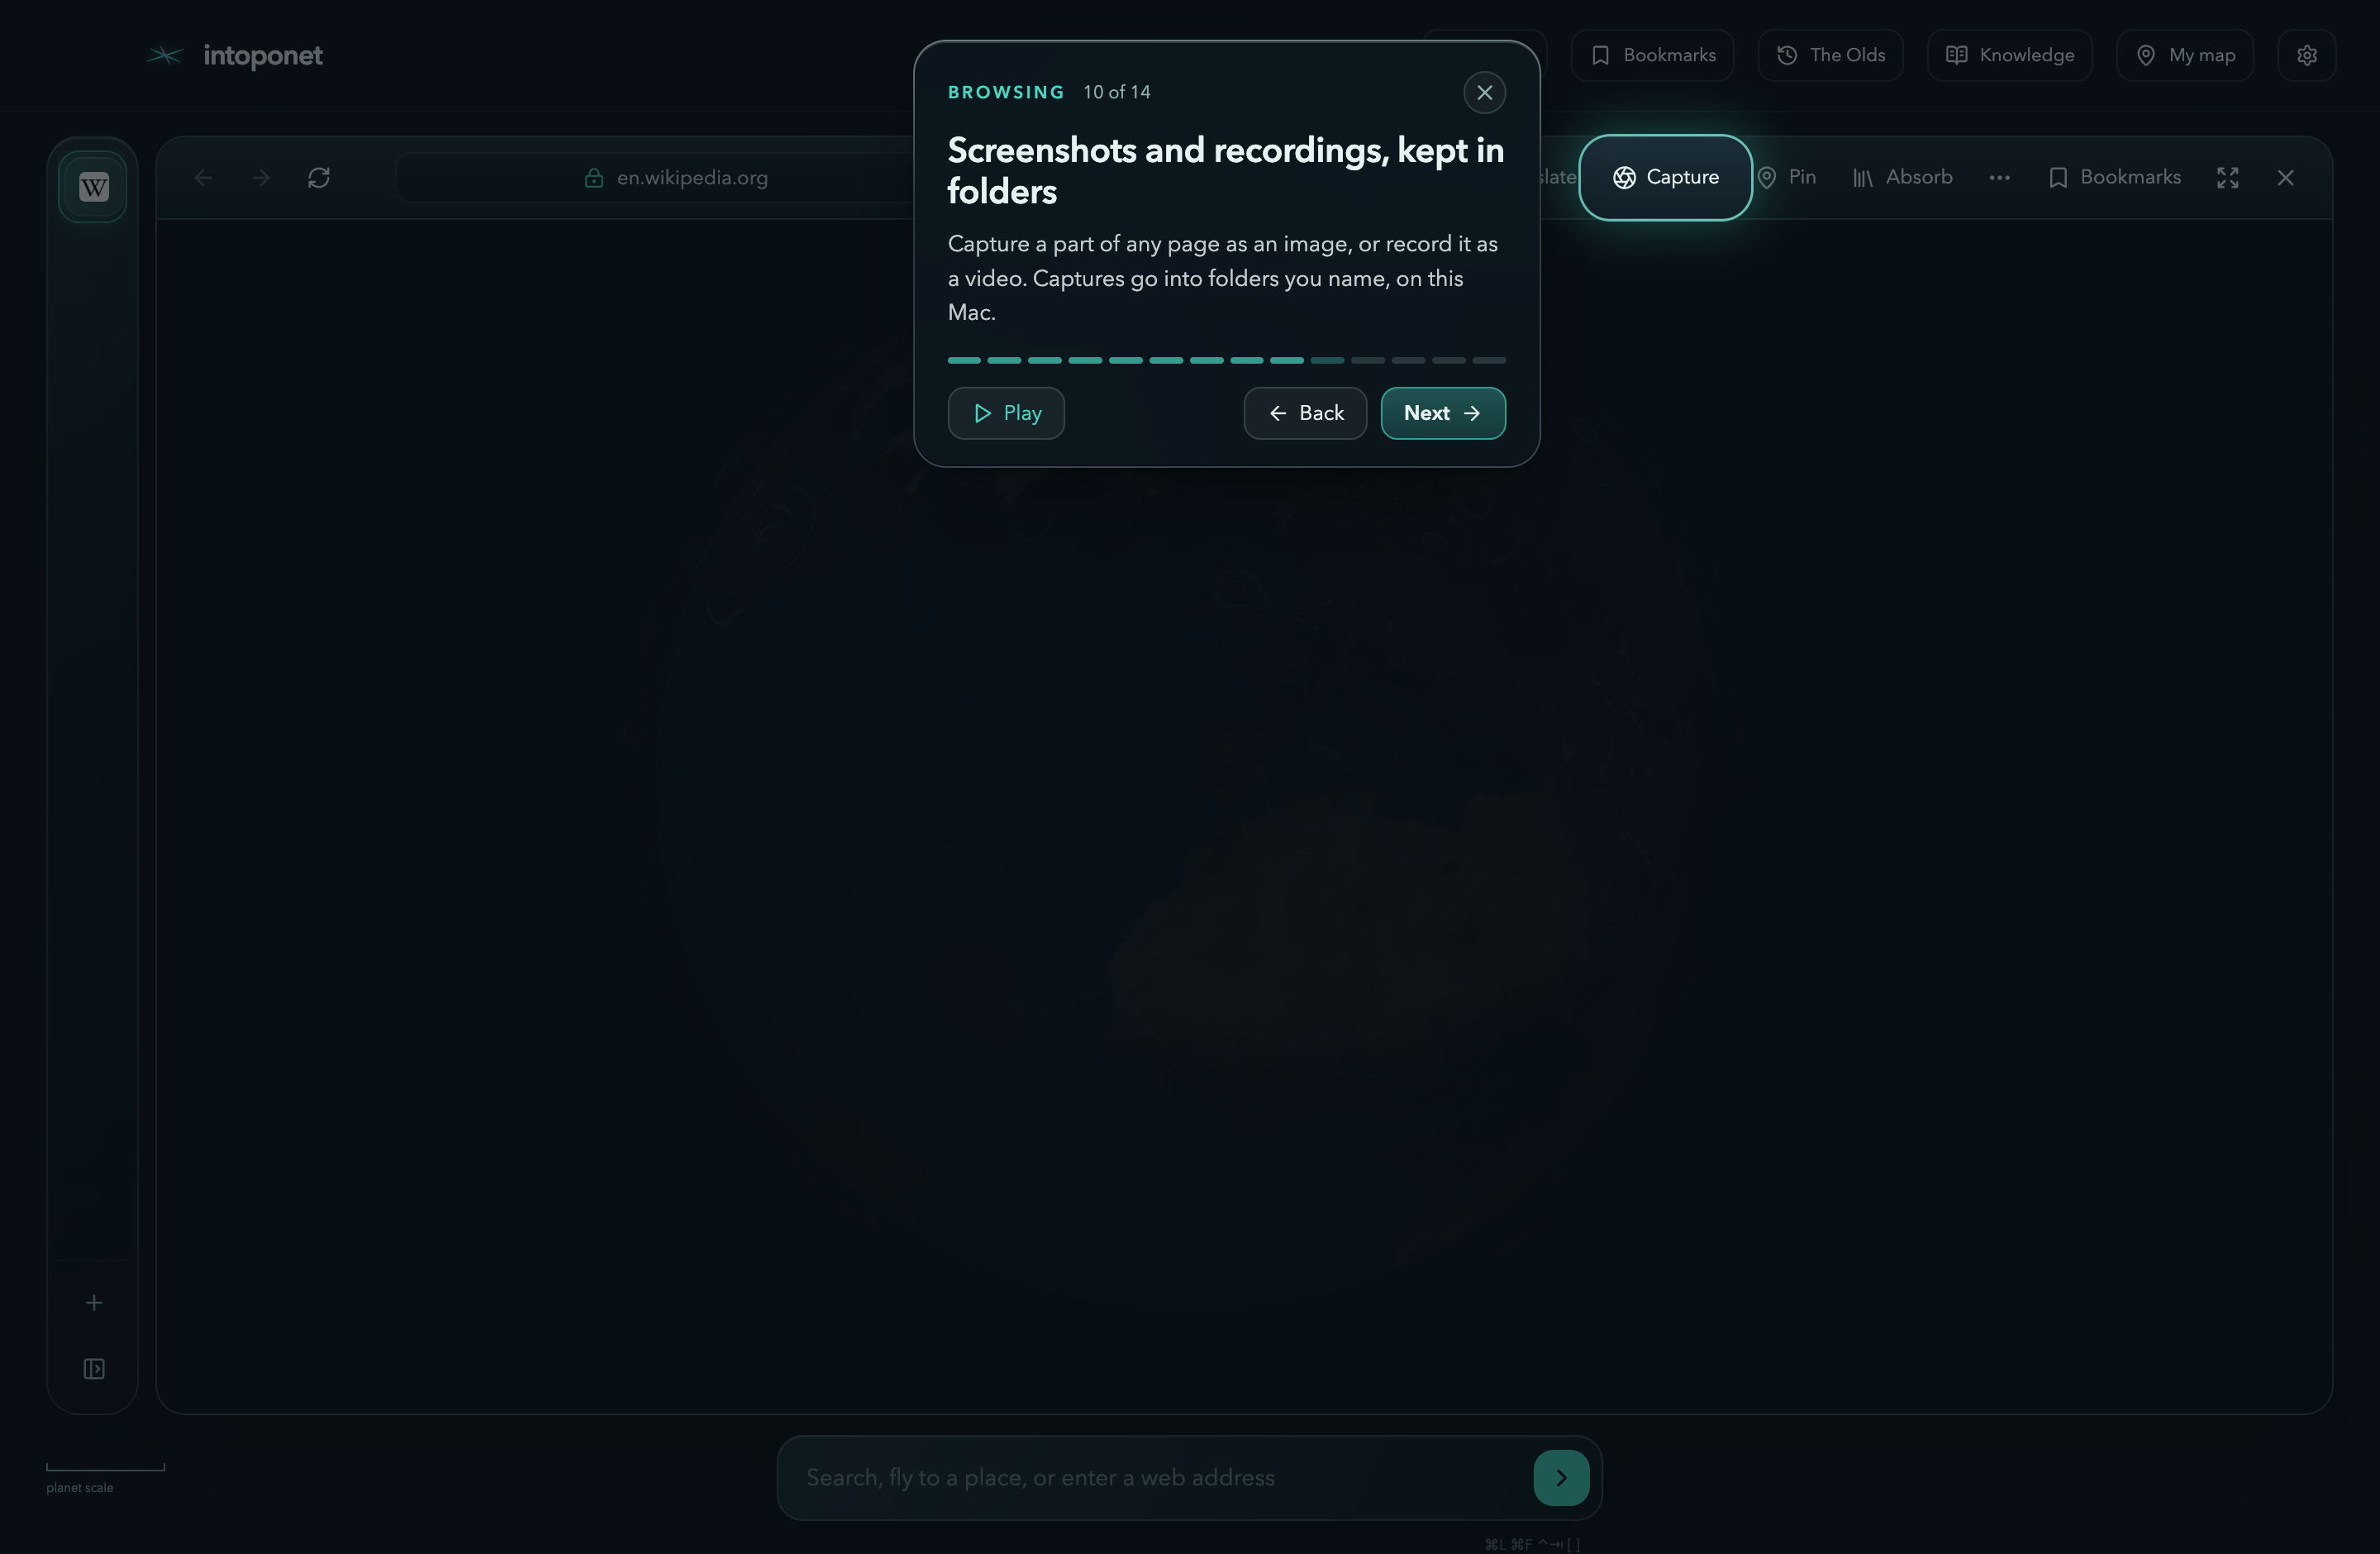 intoponet
Bookmarks
The Olds
Knowledge
My map
BROWSING 10 of 14
Screenshots and recordings, kept in
folders
Capture a part of any page as an image, or record it as
a video. Captures go into folders you name, on this
Mac.
Play
Back
Next
W
en.wikipedia.org
slate
Capture
Pin
Absorb
Bookmarks
planet scale
Search, fly to a place, or enter a web address
⌘L ⌘F ^⇥ [ ]